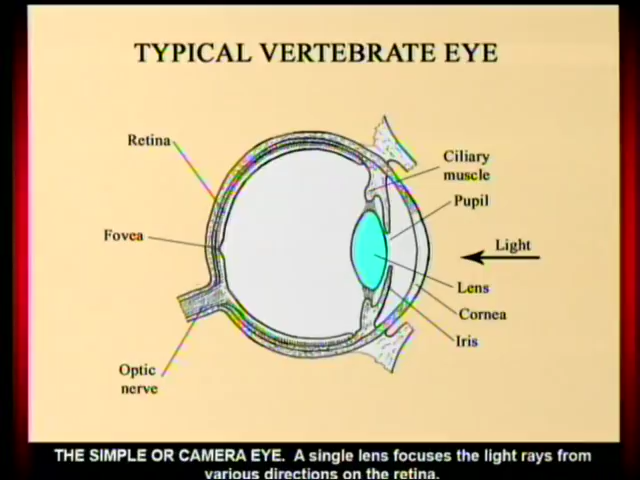 TYPICAL VERTEBRATE EYE
Retina
Ciliary
muscle
Pupil
Fovea
Light
Lens
Cornea
Iris
Optic
nerve
THE SIMPLE OR CAMERA EYE. A single lens focuses the light rays from
various directions on the retina.